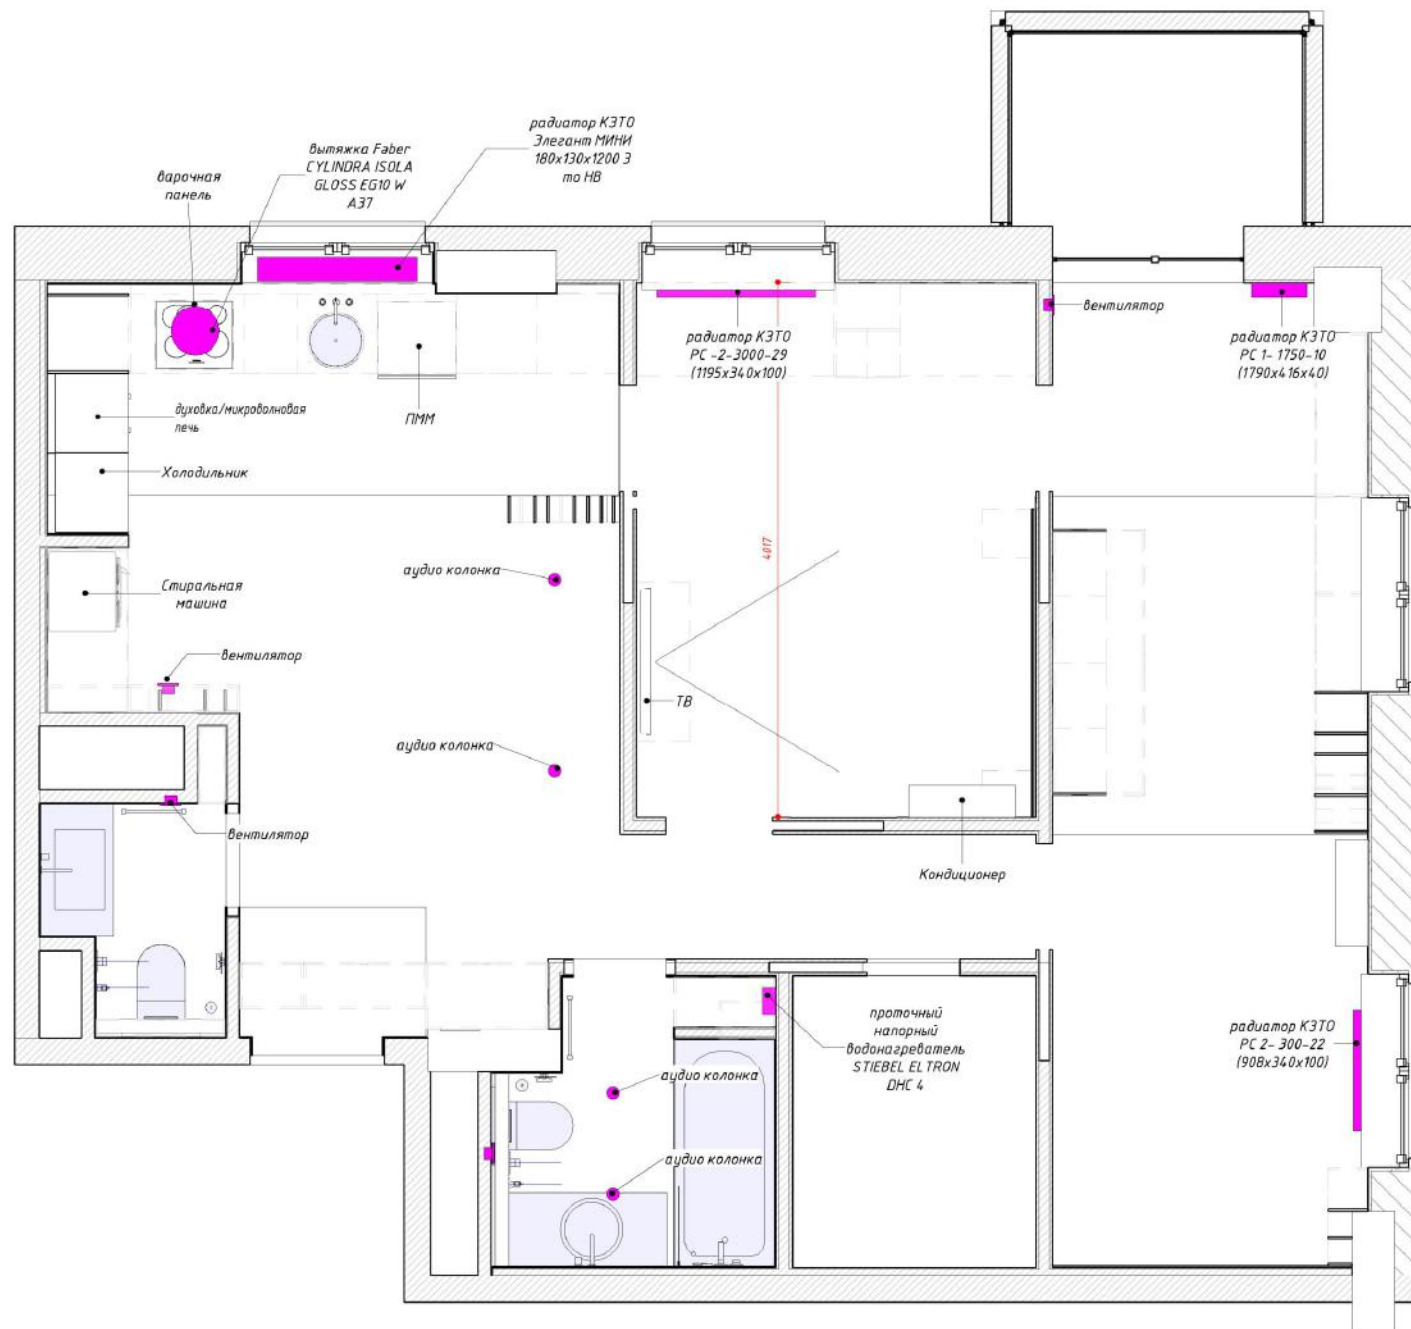 радиатор КЗТО
Элегант МИНИ
180х130х1200 3
то НВ
вытяжка Faber
CYLINDRA ISOLA
GLOSS EG10 W
A37
варочная
панель
вентилятор
радиатор КЗТО
РС -2-3000-29
(1195х340х100)
радиатор КЗТО
РС 1- 1750-10
(1790х416х40)
духовка/микроволновая
печь
ПММ
Холодильник
4017
аудио колонка
Стиральная
машина
вентилятор
ТВ
аудио колонка
вентилятор
Кондиционер
проточный
напорный
водонагреватель
STIEBEL ELTRON
DHC 4
радиатор КЗТО
РС 2- 300-22
(908х340х100)
аудио колонка
аудио колонка